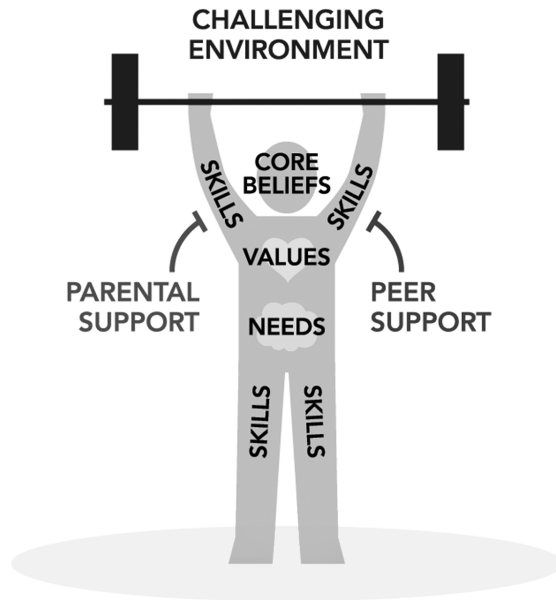 CHALLENGING
ENVIRONMENT
CORE
BELIEFS
SKILLS
SKILLS
VALUES
PARENTAL
SUPPORT
PEER
SUPPORT
NEEDS
SKILLS
SKILLS